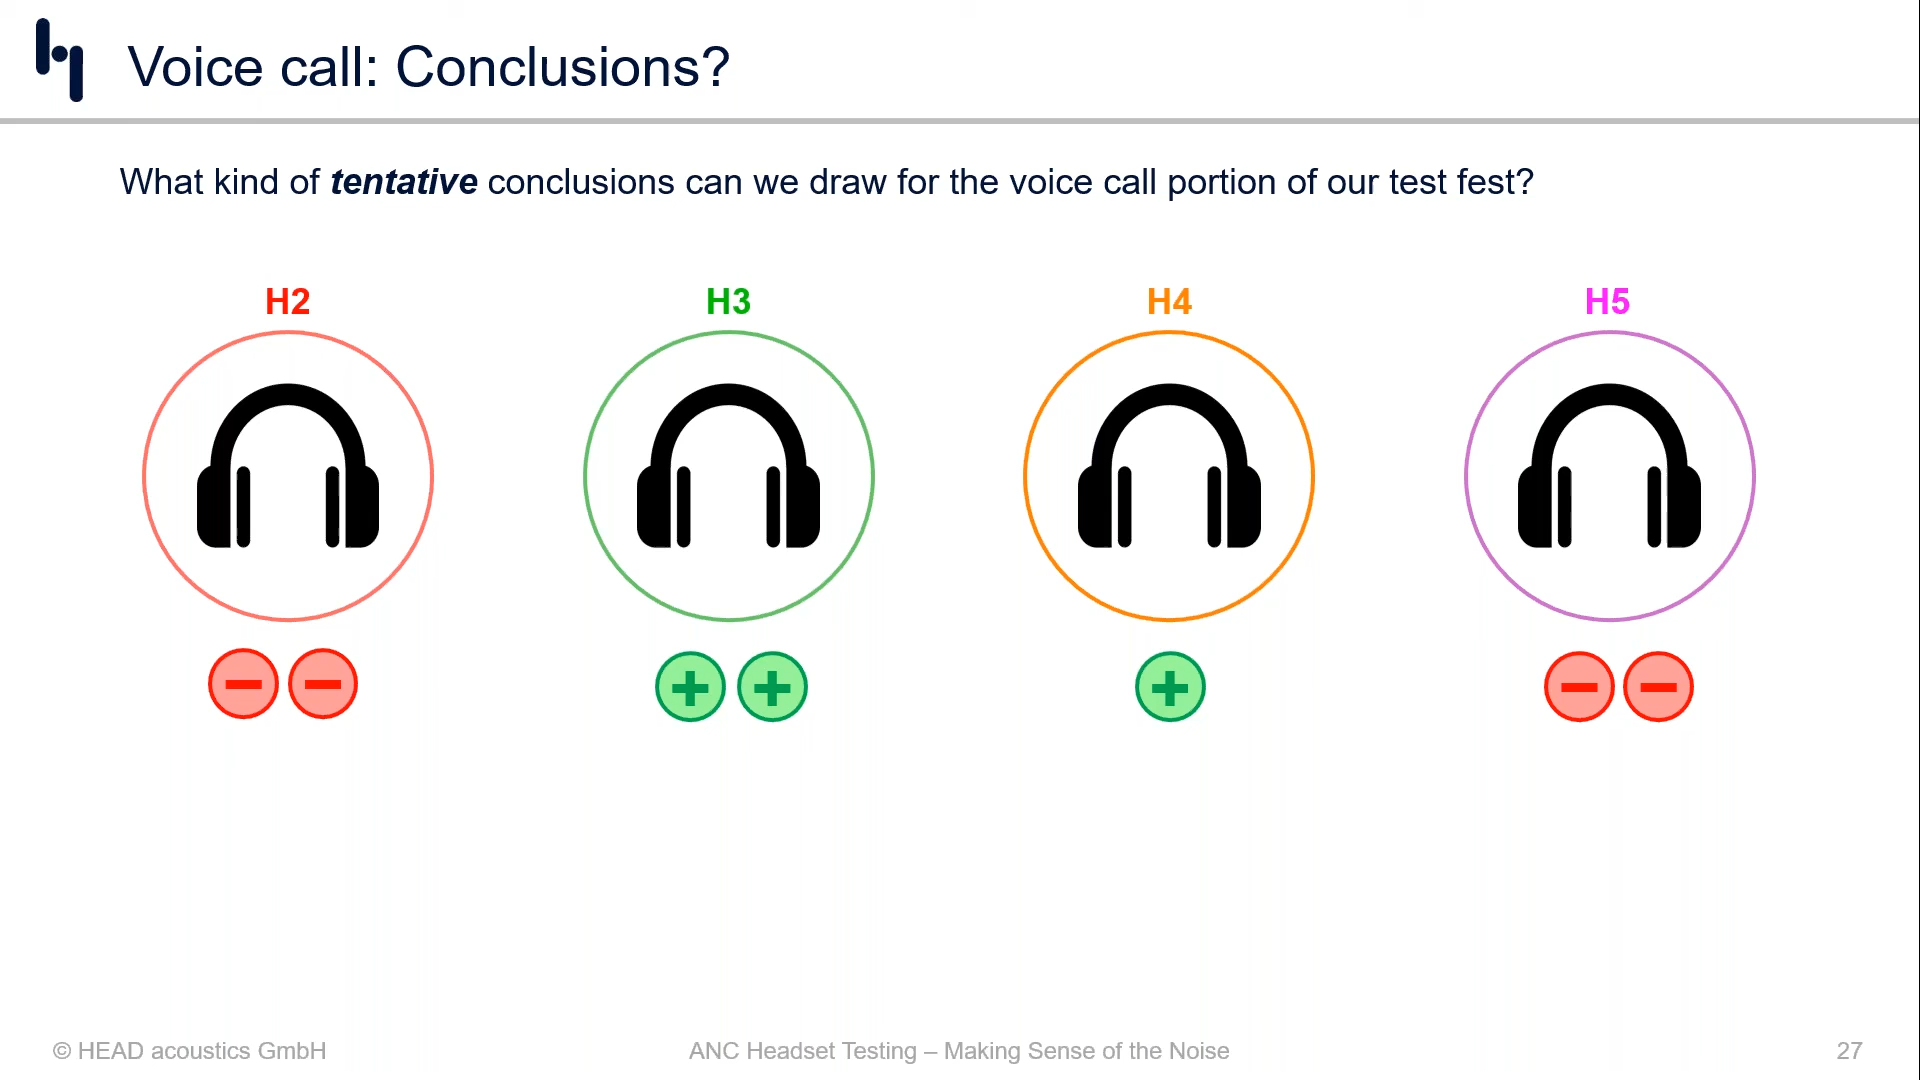 Voice call: Conclusions?
What kind of tentative conclusions can we draw for the voice call portion of our test fest?
H2 H3 H4 H5
© HEAD acoustics GmbH ANC Headset Testing – Making Sense of the Noise 27